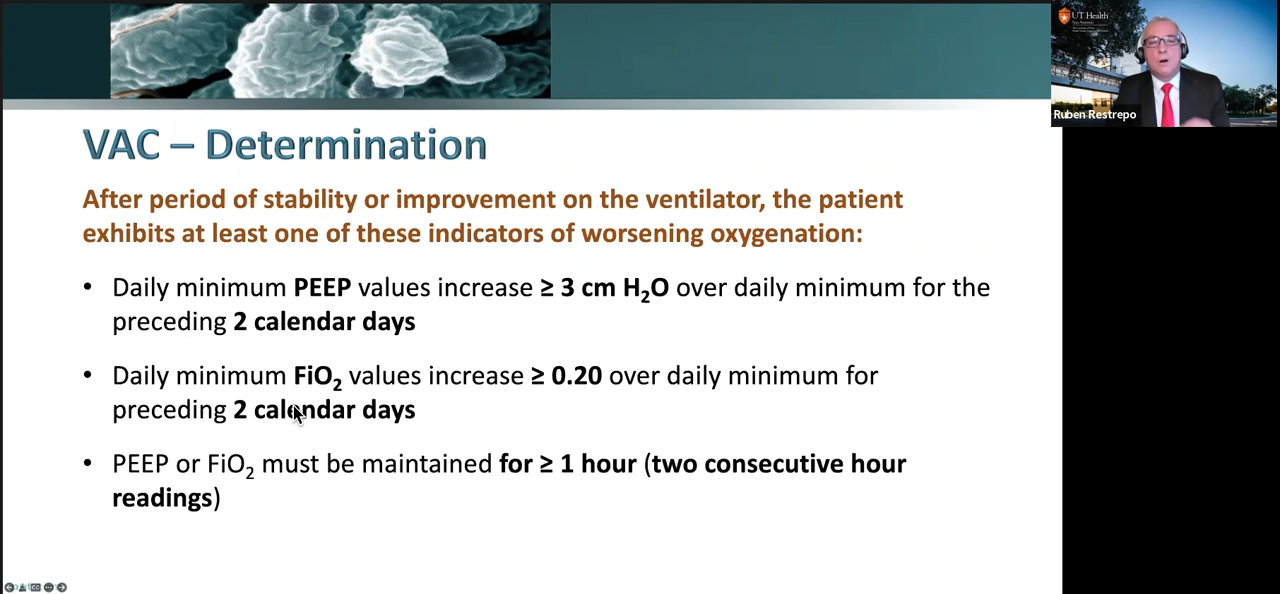 UT Health
San Antonio
Ruben Restrepo
VAC – Determination
After period of stability or improvement on the ventilator, the patient
exhibits at least one of these indicators of worsening oxygenation:
• Daily minimum PEEP values increase ≥ 3 cm H₂O over daily minimum for the
preceding 2 calendar days
• Daily minimum FiO₂ values increase ≥ 0.20 over daily minimum for
preceding 2 calendar days
• PEEP or FiO₂ must be maintained for ≥ 1 hour (two consecutive hour
readings)